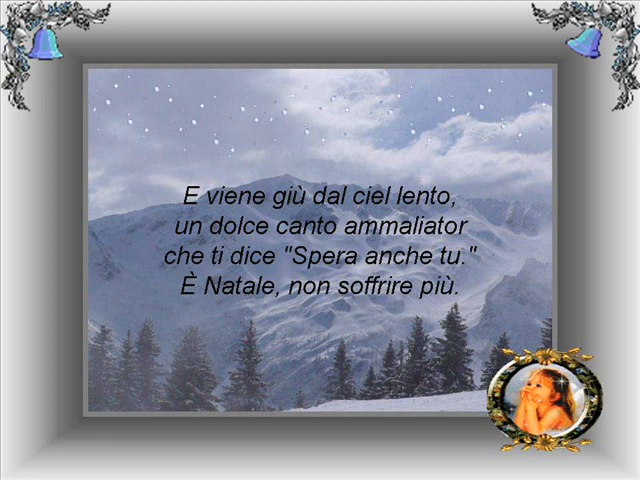 E viene giù dal ciel lento,
un dolce canto ammaliator
che ti dice "Spera anche tu."
È Natale, non soffrire più.